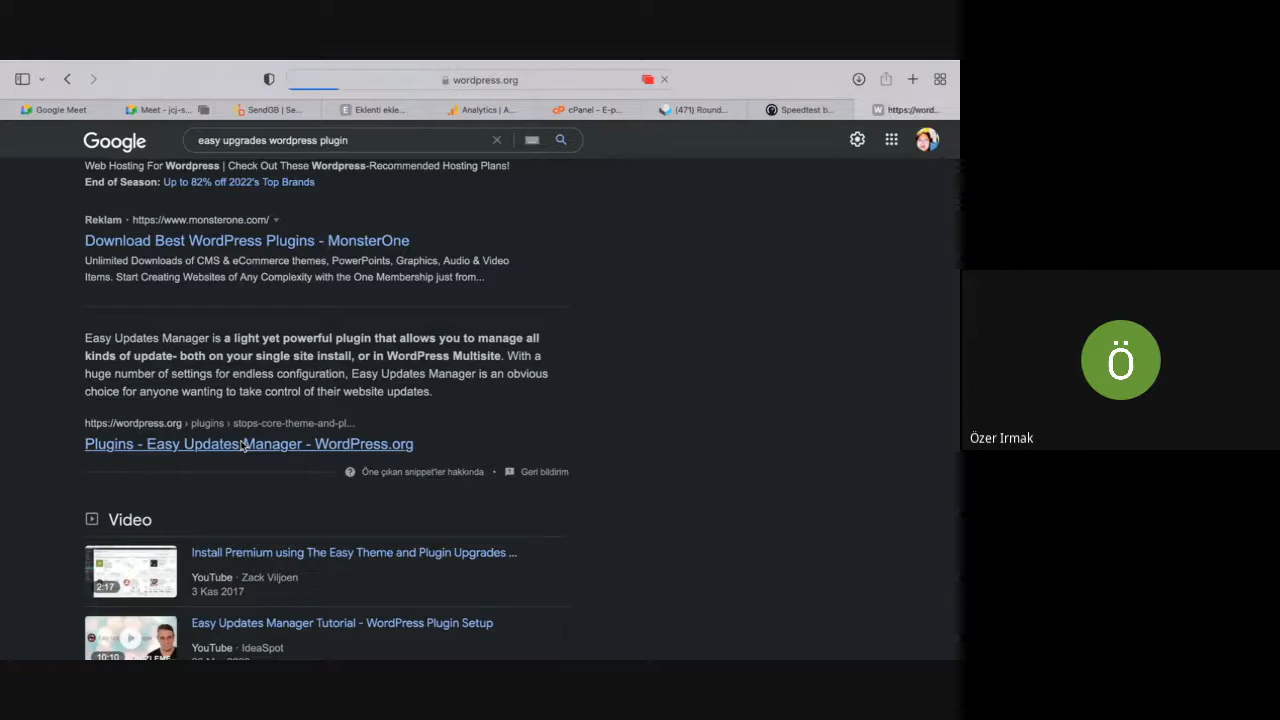 wordpress.org
Google Meet
Meet - jcj-s...
SendGB | Se...
Eklenti ekle...
Analytics | A...
cPanel - E-p...
(471) Round...
Speedtest b...
https://word...
Google
easy upgrades wordpress plugin
Web Hosting For Wordpress | Check Out These Wordpress-Recommended Hosting Plans!
End of Season: Up to 82% off 2022's Top Brands
Reklam · https://www.monsterone.com/
Download Best WordPress Plugins - MonsterOne
Unlimited Downloads of CMS & eCommerce themes, PowerPoints, Graphics, Audio & Video
Items. Start Creating Websites of Any Complexity with the One Membership just from...
Easy Updates Manager is a light yet powerful plugin that allows you to manage all
kinds of update- both on your single site install, or in WordPress Multisite. With a
huge number of settings for endless configuration, Easy Updates Manager is an obvious
choice for anyone wanting to take control of their website updates.
https://wordpress.org › plugins › stops-core-theme-and-pl...
Plugins - Easy Updates Manager - WordPress.org
Öne çıkan snippet'ler hakkında · Geri bildirim
Video
Install Premium using The Easy Theme and Plugin Upgrades ...
2:17
YouTube · Zack Viljoen
3 Kas 2017
Easy Updates Manager Tutorial - WordPress Plugin Setup
10:10
YouTube · IdeaSpot
Ö
Özer Irmak